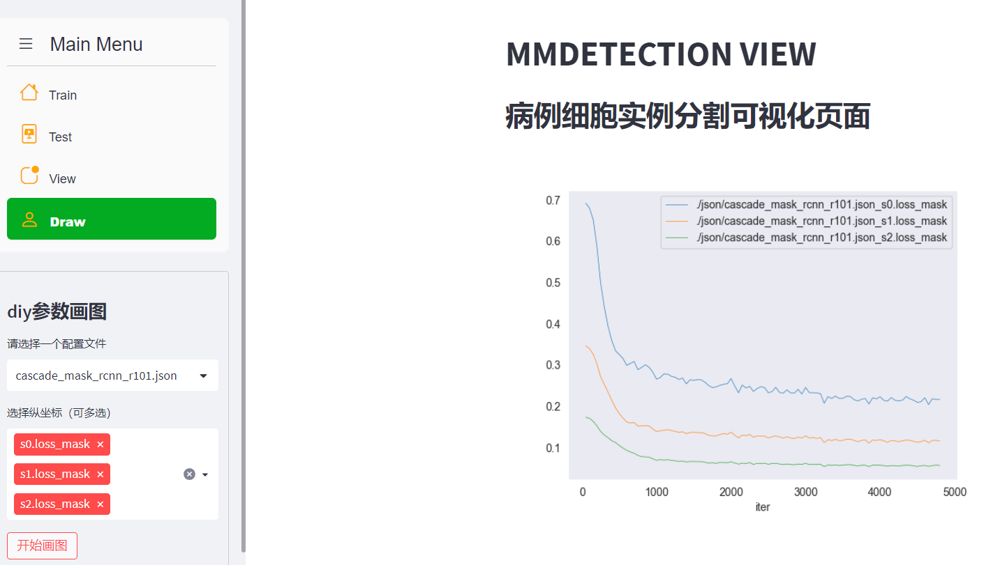 Main Menu
Train
Test
View
Draw
diy参数画图
请选择一个配置文件
cascade_mask_rcnn_r101.json
选择纵坐标（可多选）
s0.loss_mask ×
s1.loss_mask ×
s2.loss_mask ×
开始画图
MMDETECTION VIEW
病例细胞实例分割可视化页面
./json/cascade_mask_rcnn_r101.json_s0.loss_mask
./json/cascade_mask_rcnn_r101.json_s1.loss_mask
./json/cascade_mask_rcnn_r101.json_s2.loss_mask
0.7
0.6
0.5
0.4
0.3
0.2
0.1
0 1000 2000 3000 4000 5000
iter